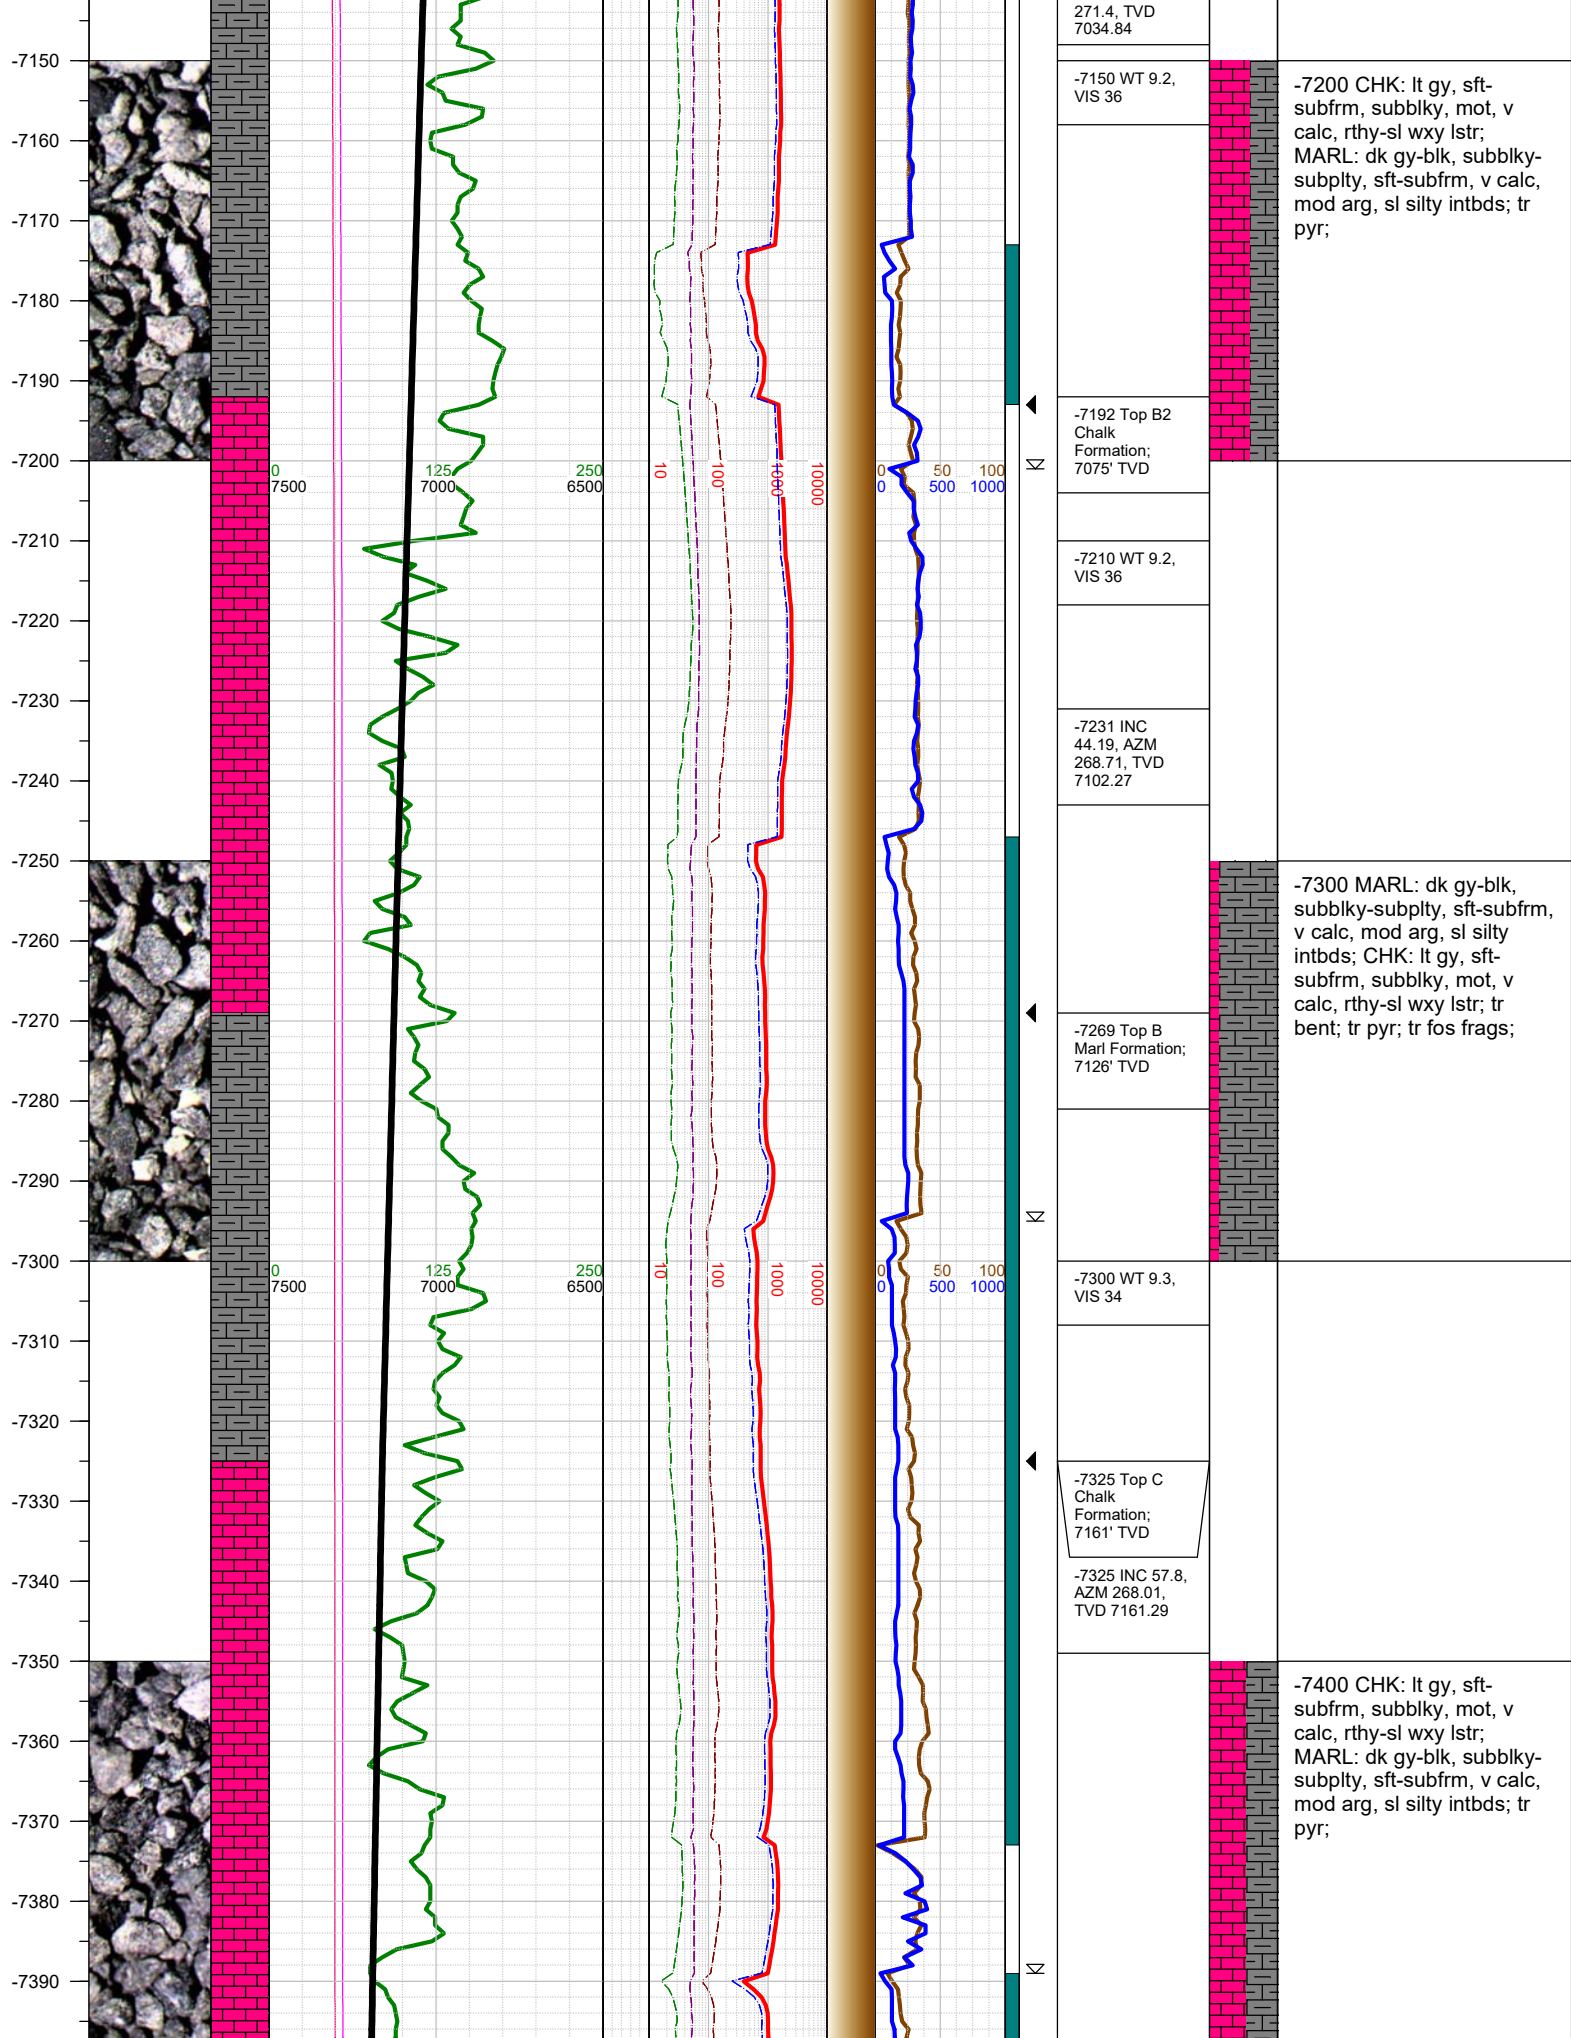 271.4, TVD
7034.84
-7150
-7160
-7170
-7180
-7190
-7200
-7210
-7220
-7230
-7240
-7250
-7260
-7270
-7280
-7290
-7300
-7310
-7320
-7330
-7340
-7350
-7360
-7370
-7380
-7390
0 125 250
7500 7000 6500
10 100 1000 10000
0 50 100
0 500 1000
0 125 250
7500 7000 6500
10 100 1000 10000
0 50 100
0 500 1000
-7150 WT 9.2,
VIS 36
-7192 Top B2
Chalk
Formation;
7075' TVD
-7210 WT 9.2,
VIS 36
-7231 INC
44.19, AZM
268.71, TVD
7102.27
-7269 Top B
Marl Formation;
7126' TVD
-7300 WT 9.3,
VIS 34
-7325 Top C
Chalk
Formation;
7161' TVD
-7325 INC 57.8,
AZM 268.01,
TVD 7161.29
-7200 CHK: lt gy, sft-
subfrm, subblky, mot, v
calc, rthy-sl wxy lstr;
MARL: dk gy-blk, subblky-
subplty, sft-subfrm, v calc,
mod arg, sl silty intbds; tr
pyr;
-7300 MARL: dk gy-blk,
subblky-subplty, sft-subfrm,
v calc, mod arg, sl silty
intbds; CHK: lt gy, sft-
subfrm, subblky, mot, v
calc, rthy-sl wxy lstr; tr
bent; tr pyr; tr fos frags;
-7400 CHK: lt gy, sft-
subfrm, subblky, mot, v
calc, rthy-sl wxy lstr;
MARL: dk gy-blk, subblky-
subplty, sft-subfrm, v calc,
mod arg, sl silty intbds; tr
pyr;